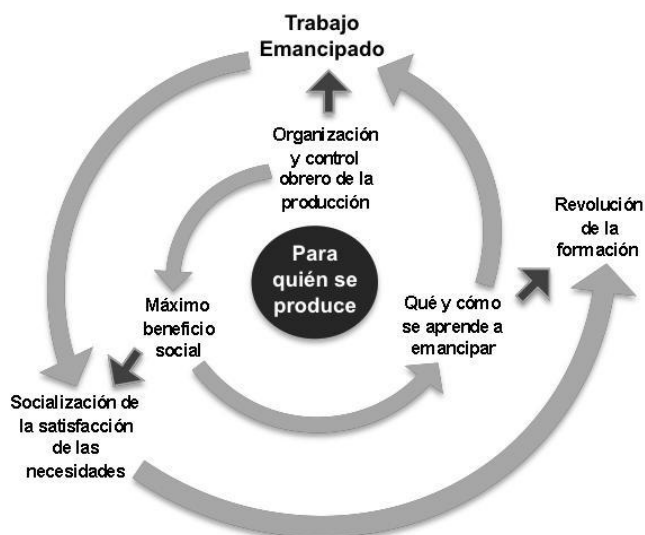 Trabajo
Emancipado
Organización
y control
obrero de la
producción
Revolución
de la
formación
Para
quién se
produce
Máximo
beneficio
social
Qué y cómo
se aprende a
emancipar
Socialización de
la satisfacción
de las
necesidades